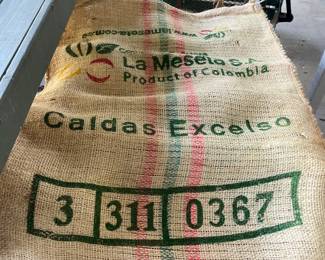 www.lameseta.com.co
La Meseta S.A.
Product of Colombia
Caldas Excelso
3 311 0367